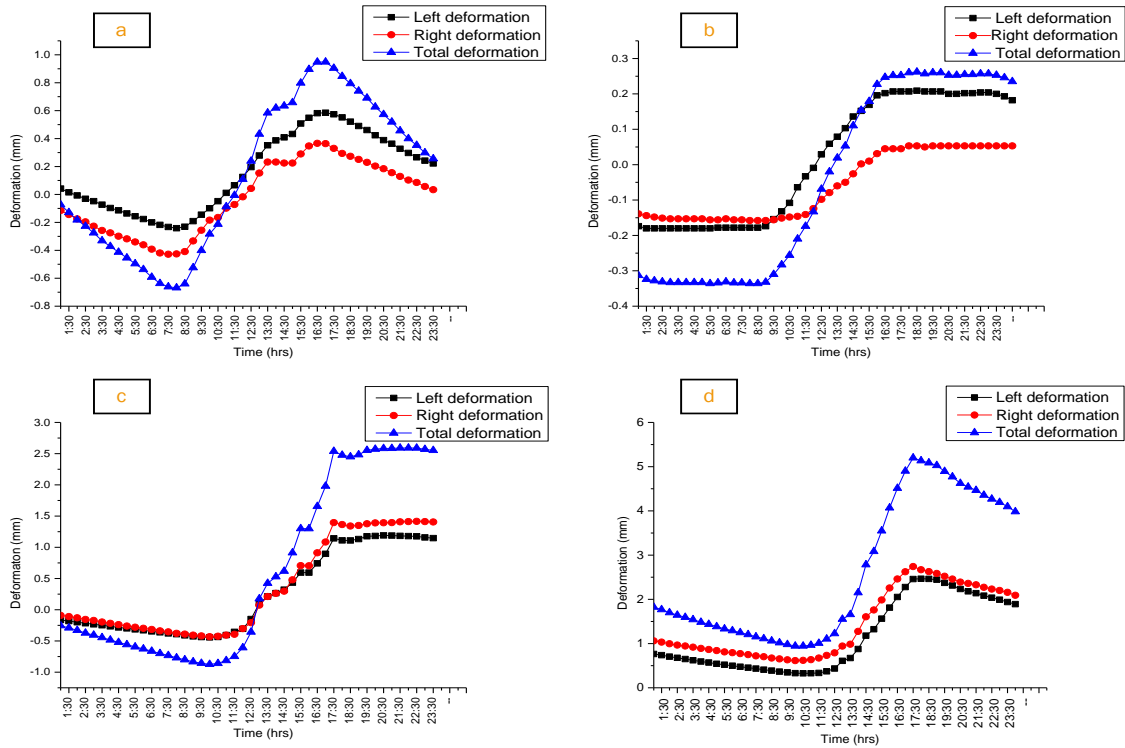 a
Left deformation
Right deformation
Total deformation
1.0
0.8
0.6
0.4
0.2
0.0
-0.2
-0.4
-0.6
-0.8
Deformation (mm)
1:30 2:30 3:30 4:30 5:30 6:30 7:30 8:30 9:30 10:30 11:30 12:30 13:30 14:30 15:30 16:30 17:30 18:30 19:30 20:30 21:30 22:30 23:30 --
Time (hrs)
b
Left deformation
Right deformation
Total deformation
0.3
0.2
0.1
0.0
-0.1
-0.2
-0.3
-0.4
Deformation (mm)
1:30 2:30 3:30 4:30 5:30 6:30 7:30 8:30 9:30 10:30 11:30 12:30 13:30 14:30 15:30 16:30 17:30 18:30 19:30 20:30 21:30 22:30 23:30 --
Time (hrs)
c
Left deformation
Right deformation
Total deformation
3.0
2.5
2.0
1.5
1.0
0.5
0.0
-0.5
-1.0
Deformaton (mm)
1:30 2:30 3:30 4:30 5:30 6:30 7:30 8:30 9:30 10:30 11:30 12:30 13:30 14:30 15:30 16:30 17:30 18:30 19:30 20:30 21:30 22:30 23:30 --
Time (hrs)
d
Left deformation
Right deformation
Total deformation
6
5
4
3
2
1
0
Deformation (mm)
1:30 2:30 3:30 4:30 5:30 6:30 7:30 8:30 9:30 10:30 11:30 12:30 13:30 14:30 15:30 16:30 17:30 18:30 19:30 20:30 21:30 22:30 23:30 --
Time (hrs)